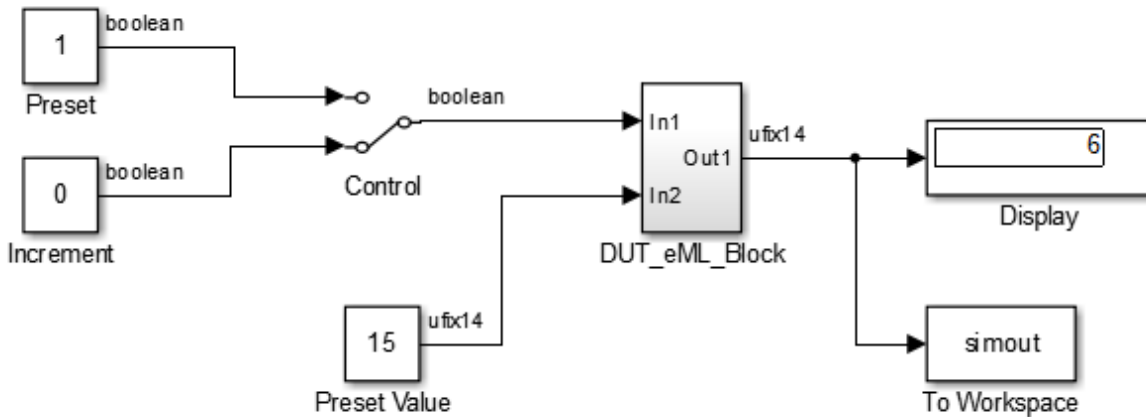 boolean
1
Preset
boolean
0
boolean
Increment
Control
In1
In2
Out1
ufix14
DUT_eML_Block
6
Display
15
ufix14
Preset Value
simout
To Workspace